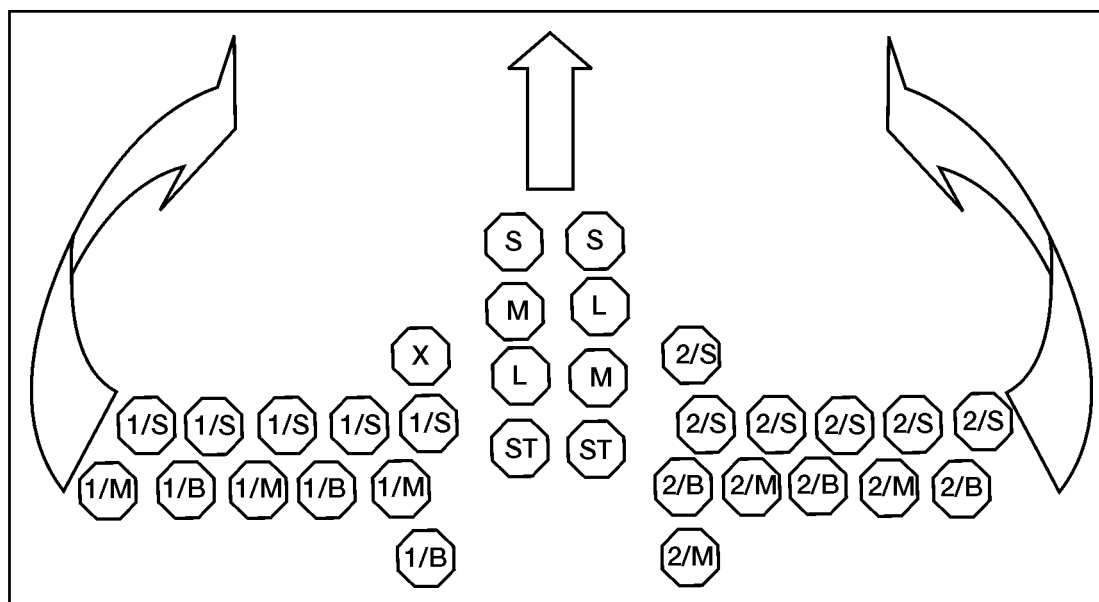 S S
M L
X L M 2/S
1/S 1/S 1/S 1/S 1/S ST ST 2/S 2/S 2/S 2/S 2/S
1/M 1/B 1/M 1/B 1/M 2/B 2/M 2/B 2/M 2/B
1/B 2/M